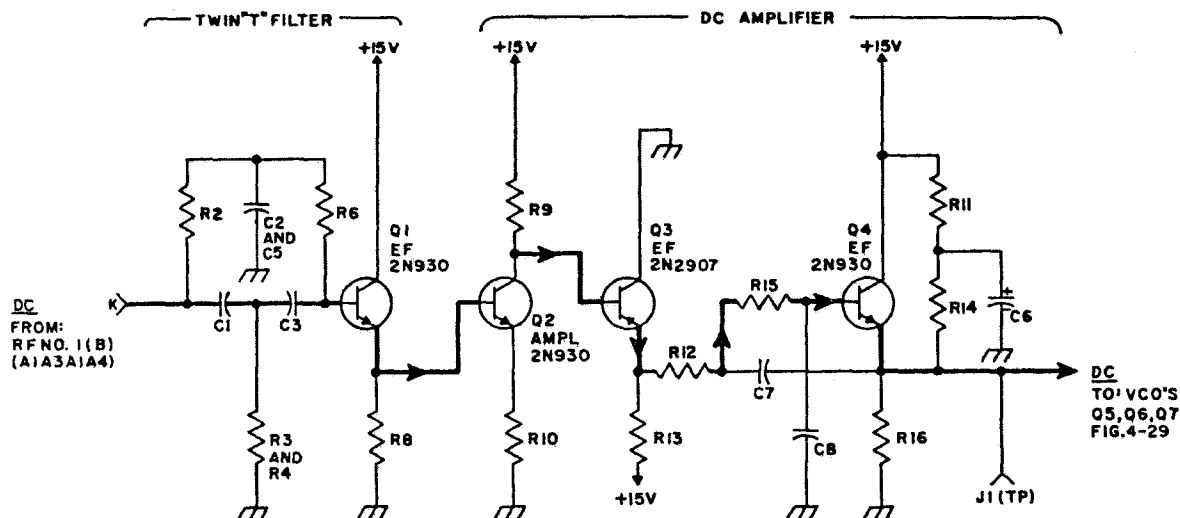 TWIN"T" FILTER
DC AMPLIFIER
+15V
+15V
+15V
R2
C2
AND
C5
R6
Q1
EF
2N930
R9
Q3
EF
2N2907
Q4
EF
2N930
R11
R14
C6
DC
FROM:
RF NO. 1(B)
(A1A3A1A4)
K
C1
C3
Q2
AMPL
2N930
R15
R12
C7
DC
TO: VCO'S
Q5,Q6,Q7
FIG.4-29
R3
AND
R4
R8
R10
R13
C8
R16
+15V
J1(TP)